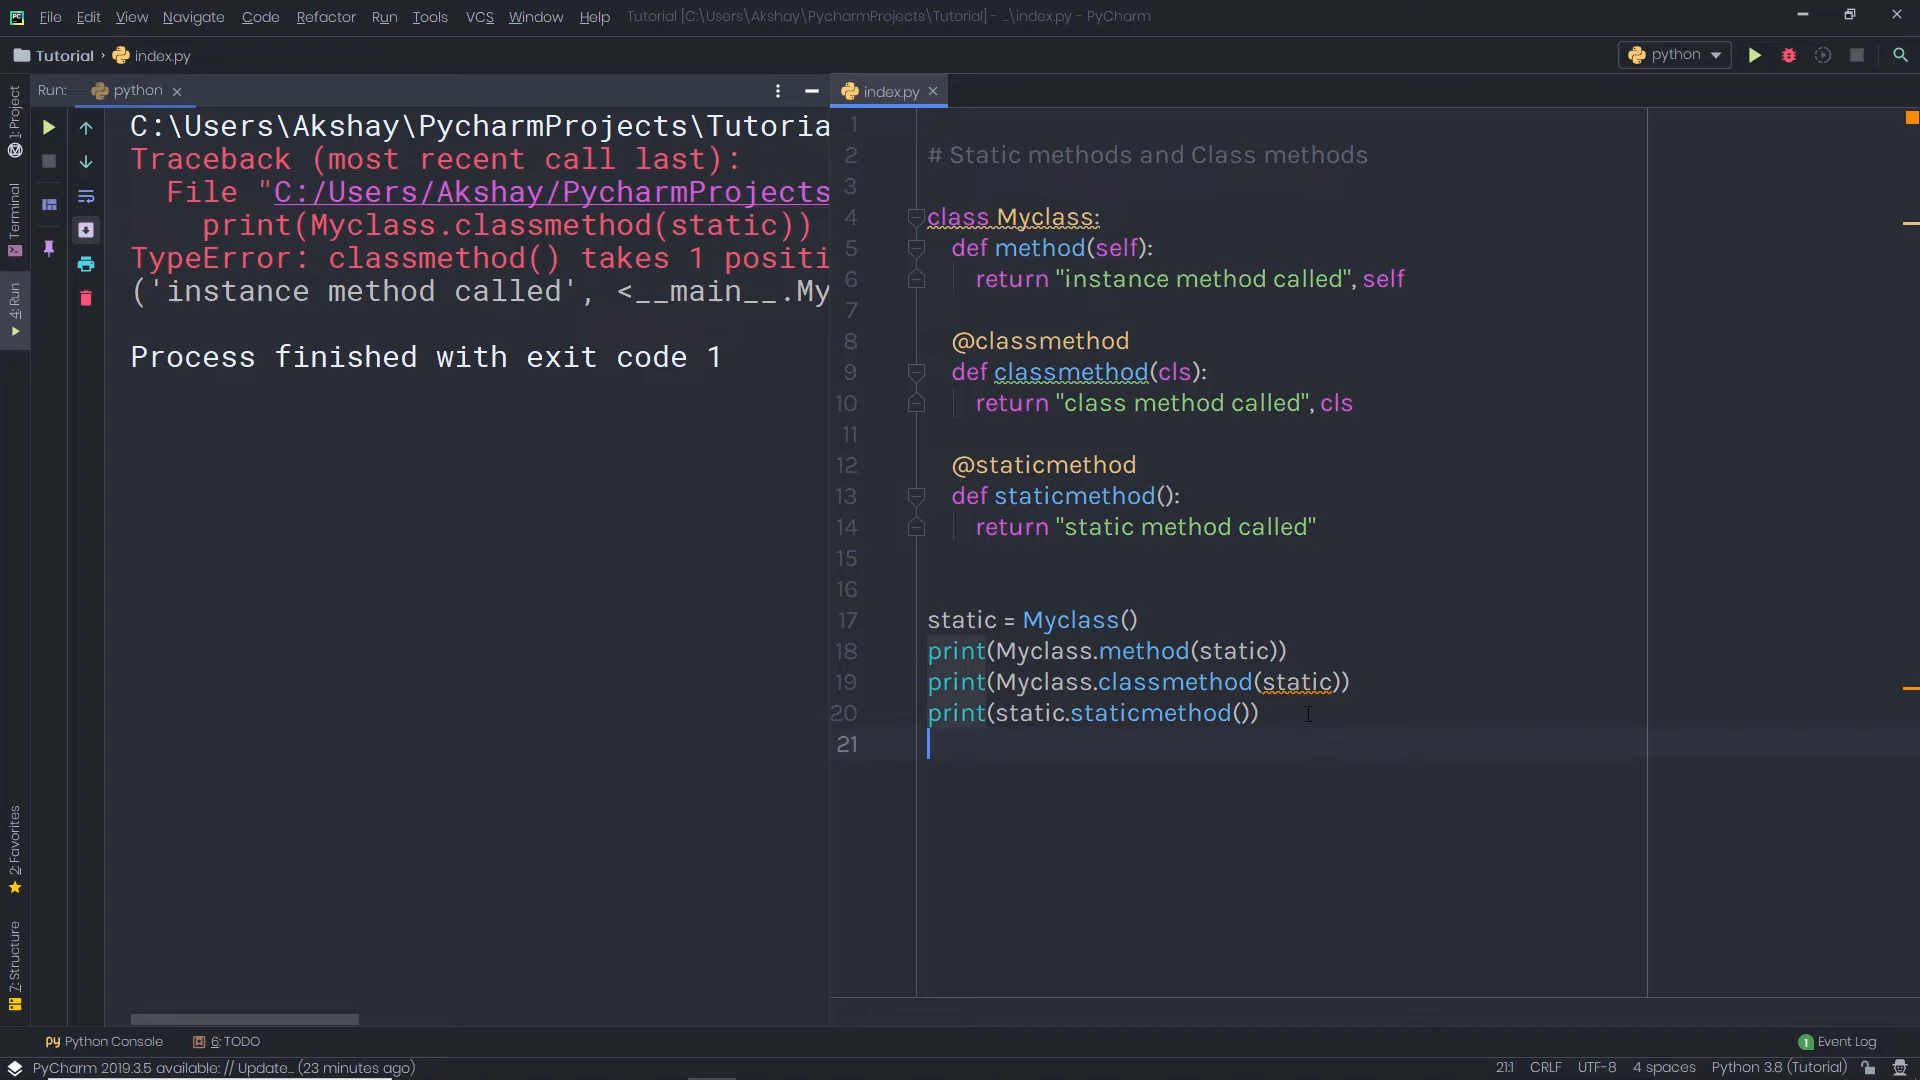 File Edit View Navigate Code Refactor Run Tools VCS Window Help Tutorial [C:\Users\Akshay\PycharmProjects\Tutorial] - ...\index.py - PyCharm
Tutorial › index.py
python
Run: python
index.py
1: Project
Terminal
4: Run
2: Favorites
7: Structure
C:\Users\Akshay\PycharmProjects\Tutoria
Traceback (most recent call last):
File "C:/Users/Akshay/PycharmProjects
print(Myclass.classmethod(static))
TypeError: classmethod() takes 1 positi
('instance method called', <__main__.My
Process finished with exit code 1
1
2 # Static methods and Class methods
3
4 class Myclass:
5 def method(self):
6 return "instance method called", self
7
8 @classmethod
9 def classmethod(cls):
10 return "class method called", cls
11
12 @staticmethod
13 def staticmethod():
14 return "static method called"
15
16
17 static = Myclass()
18 print(Myclass.method(static))
19 print(Myclass.classmethod(static))
20 print(static.staticmethod())
21
Python Console 6: TODO 1 Event Log
PyCharm 2019.3.5 available: // Update... (23 minutes ago) 21:1 CRLF UTF-8 4 spaces Python 3.8 (Tutorial)